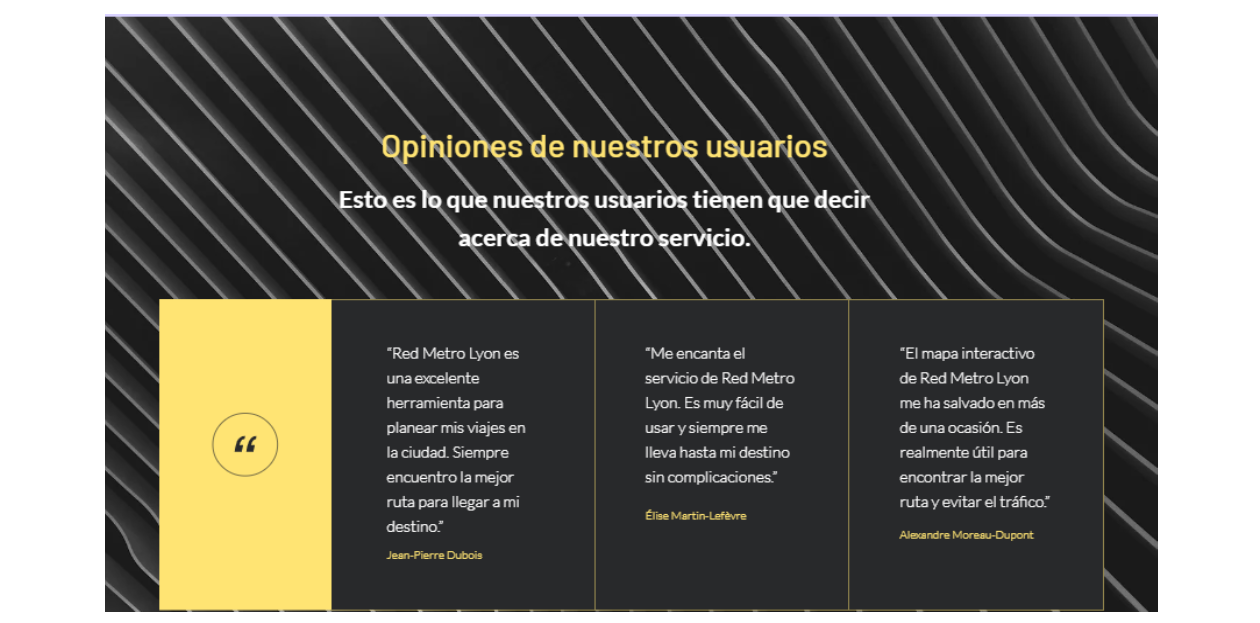 Opiniones de nuestros usuarios
Esto es lo que nuestros usuarios tienen que decir
acerca de nuestro servicio.
“
“Red Metro Lyon es
una excelente
herramienta para
planear mis viajes en
la ciudad. Siempre
encuentro la mejor
ruta para llegar a mi
destino.”
Jean-Pierre Dubois
“Me encanta el
servicio de Red Metro
Lyon. Es muy fácil de
usar y siempre me
lleva hasta mi destino
sin complicaciones.”
Élise Martin-Lefèvre
“El mapa interactivo
de Red Metro Lyon
me ha salvado en más
de una ocasión. Es
realmente útil para
encontrar la mejor
ruta y evitar el tráfico.”
Alexandre Moreau-Dupont